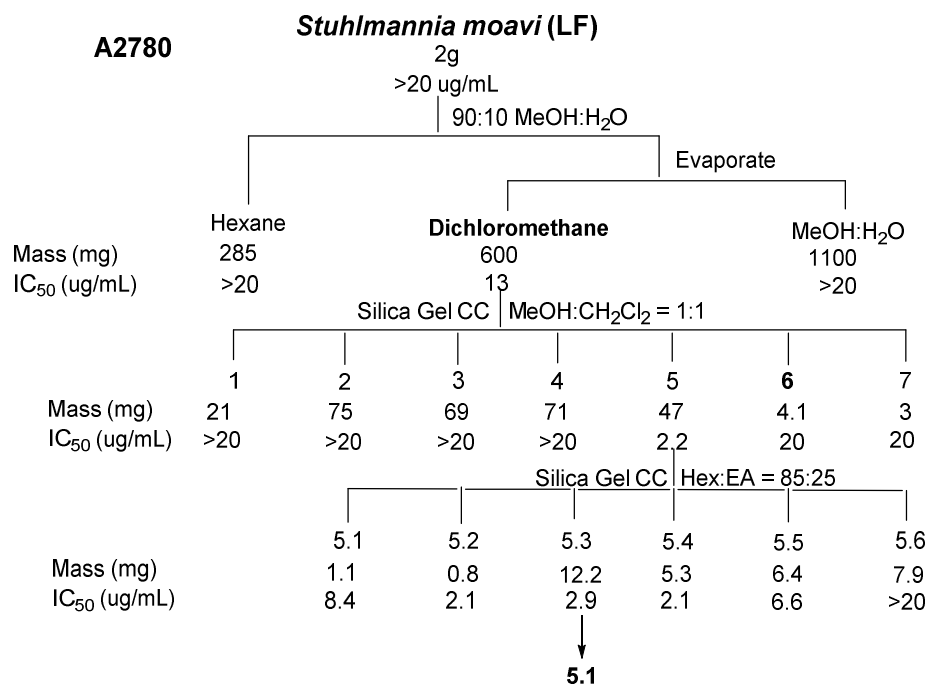 Stuhlmannia moavi (LF)
A2780
2g
>20 ug/mL
90:10 MeOH:H₂O
Evaporate
Hexane Dichloromethane MeOH:H₂O
Mass (mg) 285 600 1100
IC₅₀ (ug/mL) >20 13 >20
Silica Gel CC MeOH:CH₂Cl₂ = 1:1
1 2 3 4 5 6 7
Mass (mg) 21 75 69 71 47 4.1 3
IC₅₀ (ug/mL) >20 >20 >20 >20 2.2 20 20
Silica Gel CC Hex:EA = 85:25
5.1 5.2 5.3 5.4 5.5 5.6
Mass (mg) 1.1 0.8 12.2 5.3 6.4 7.9
IC₅₀ (ug/mL) 8.4 2.1 2.9 2.1 6.6 >20
5.1